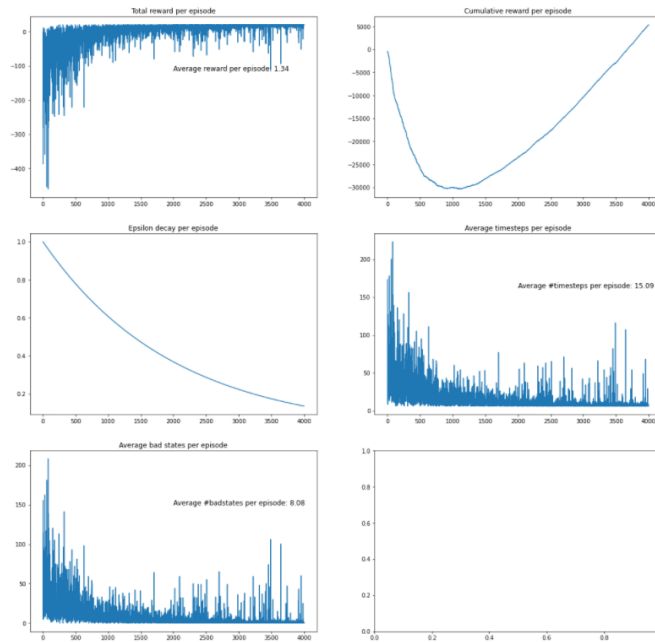 Total reward per episode
0
−100
−200
−300
−400
Average reward per episode: 1.34
0 500 1000 1500 2000 2500 3000 3500 4000
Cumulative reward per episode
5000
0
−5000
−10000
−15000
−20000
−25000
−30000
0 500 1000 1500 2000 2500 3000 3500 4000
Epsilon decay per episode
1.0
0.8
0.6
0.4
0.2
0 500 1000 1500 2000 2500 3000 3500 4000
Average timesteps per episode
200
150
100
50
0
Average #timesteps per episode: 15.09
0 500 1000 1500 2000 2500 3000 3500 4000
Average bad states per episode
200
150
100
50
0
Average #badstates per episode: 8.08
0 500 1000 1500 2000 2500 3000 3500 4000
1.0
0.8
0.6
0.4
0.2
0.0
0.0 0.2 0.4 0.6 0.8